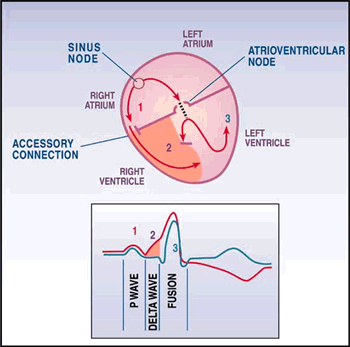 LEFT
ATRIUM
SINUS
NODE
ATRIOVENTRICULAR
NODE
RIGHT
ATRIUM
1
3
ACCESSORY
CONNECTION
2
LEFT
VENTRICLE
RIGHT
VENTRICLE
1
2
3
P WAVE
DELTA WAVE
FUSION